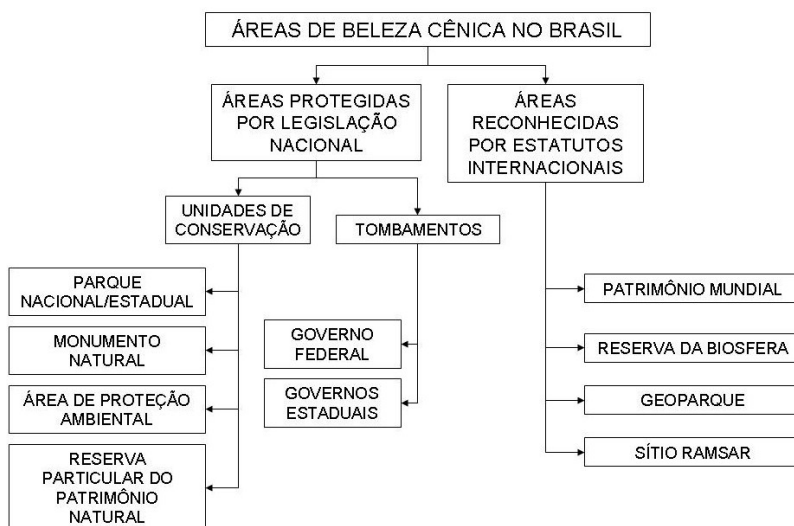 ÁREAS DE BELEZA CÊNICA NO BRASIL
ÁREAS PROTEGIDAS
POR LEGISLAÇÃO
NACIONAL
ÁREAS
RECONHECIDAS
POR ESTATUTOS
INTERNACIONAIS
UNIDADES DE
CONSERVAÇÃO
TOMBAMENTOS
PARQUE
NACIONAL/ESTADUAL
MONUMENTO
NATURAL
ÁREA DE PROTEÇÃO
AMBIENTAL
RESERVA
PARTICULAR DO
PATRIMÔNIO
NATURAL
GOVERNO
FEDERAL
GOVERNOS
ESTADUAIS
PATRIMÔNIO MUNDIAL
RESERVA DA BIOSFERA
GEOPARQUE
SÍTIO RAMSAR